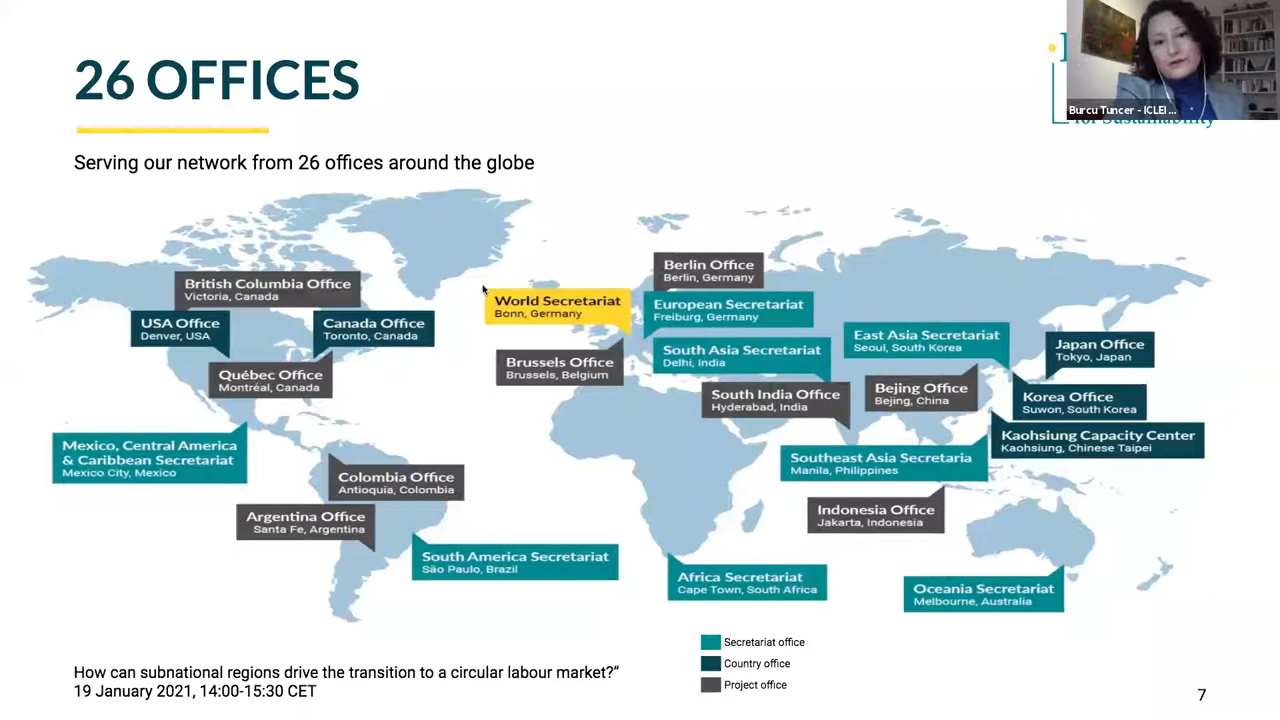 26 OFFICES
Serving our network from 26 offices around the globe
Burcu Tuncer - ICLEI ...
for Sustainability
British Columbia Office
Victoria, Canada
USA Office
Denver, USA
Canada Office
Toronto, Canada
Québec Office
Montréal, Canada
World Secretariat
Bonn, Germany
Berlin Office
Berlin, Germany
European Secretariat
Freiburg, Germany
Brussels Office
Brussels, Belgium
South Asia Secretariat
Delhi, India
South India Office
Hyderabad, India
East Asia Secretariat
Seoul, South Korea
Bejing Office
Bejing, China
Japan Office
Tokyo, Japan
Korea Office
Suwon, South Korea
Kaohsiung Capacity Center
Kaohsiung, Chinese Taipei
Mexico, Central America
& Caribbean Secretariat
Mexico City, Mexico
Colombia Office
Antioquia, Colombia
Argentina Office
Santa Fe, Argentina
South America Secretariat
São Paulo, Brazil
Southeast Asia Secretaria
Manila, Philippines
Indonesia Office
Jakarta, Indonesia
Africa Secretariat
Cape Town, South Africa
Oceania Secretariat
Melbourne, Australia
Secretariat office
Country office
Project office
How can subnational regions drive the transition to a circular labour market?”
19 January 2021, 14:00-15:30 CET
7